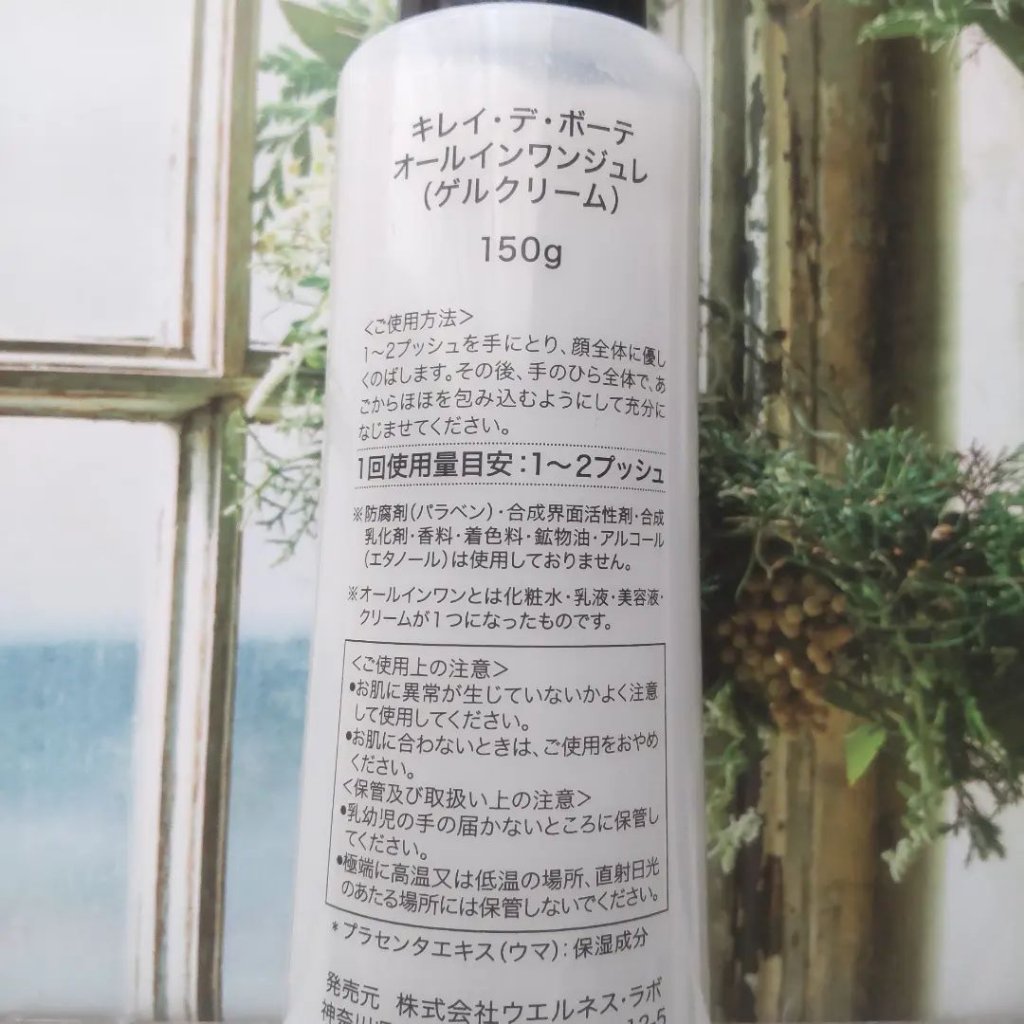 キレイ・デ・ボーテ
オールインワンジュレ
(ゲルクリーム)
150g
＜ご使用方法＞
1〜2プッシュを手にとり、顔全体に優し
くのばします。その後、手のひら全体で、あ
ごからほほを包み込むようにして充分に
なじませてください。
1回使用量目安：1〜2プッシュ
※防腐剤(パラベン)・合成界面活性剤・合成
乳化剤・香料・着色料・鉱物油・アルコール
(エタノール)は使用しておりません。
※オールインワンとは化粧水・乳液・美容液・
クリームが1つになったものです。
＜ご使用上の注意＞
●お肌に異常が生じていないかよく注意
して使用してください。
●お肌に合わないときは、ご使用をおやめ
ください。
＜保管及び取扱い上の注意＞
●乳幼児の手の届かないところに保管し
てください。
●極端に高温又は低温の場所、直射日光
のあたる場所には保管しないでください。
*プラセンタエキス(ウマ)：保湿成分
発売元 株式会社ウエルネス・ラボ
神奈川 12-5